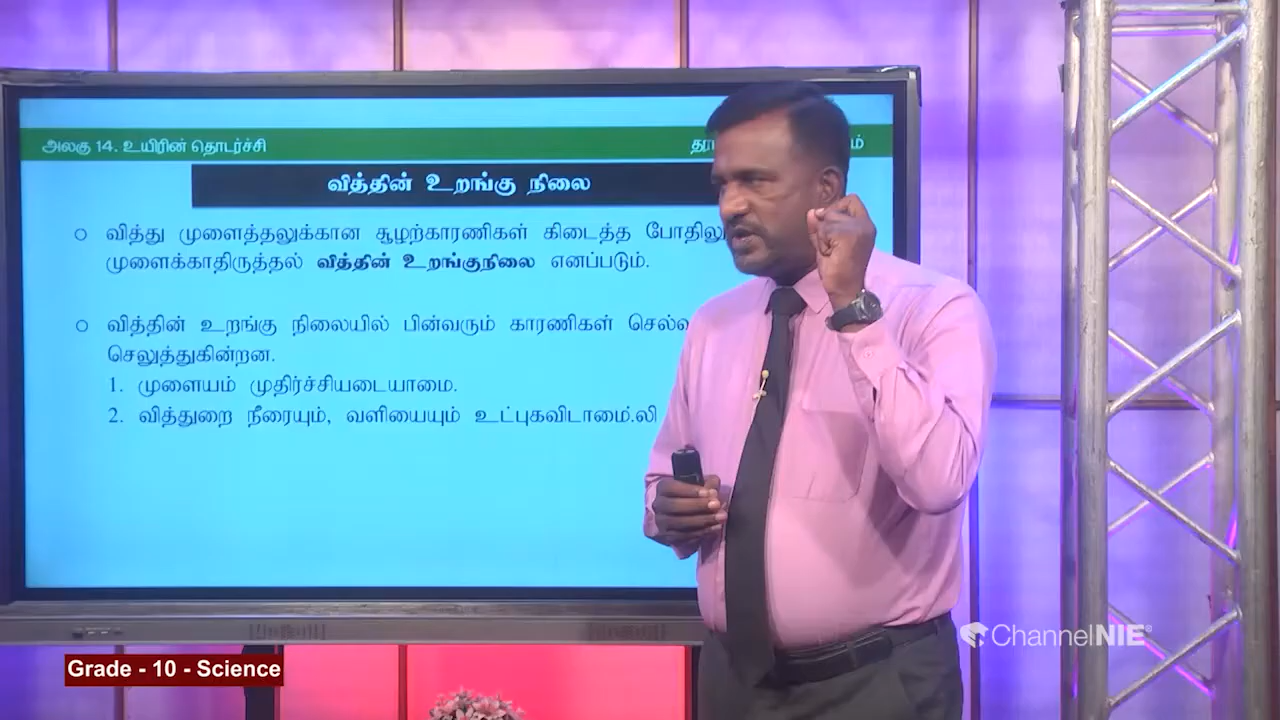 அலகு 14. உயிரின் தொடர்ச்சி
வித்தின் உறங்கு நிலை
○ வித்து முளைத்தலுக்கான சூழற்காரணிகள் கிடைத்த
முளைக்காதிருத்தல் வித்தின் உறங்குநிலை எனப்படும்.
○ வித்தின் உறங்கு நிலையில் பின்வரும் காரணிகள்
செலுத்துகின்றன.
1. முளையம் முதிர்ச்சியடையாமை.
2. வித்துறை நீரையும், வளியையும் உட்புகவிடாமை.லி
ChannelNIE®
Grade - 10 - Science